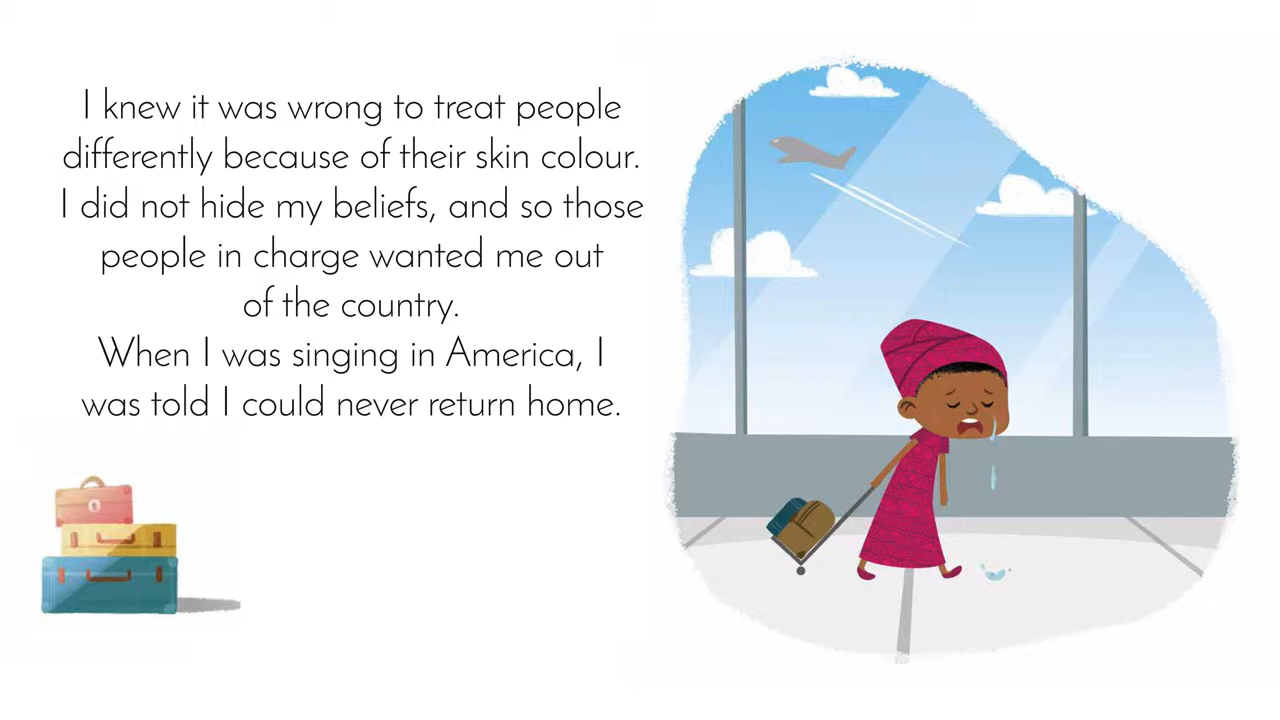 I knew it was wrong to treat people
differently because of their skin colour.
I did not hide my beliefs, and so those
people in charge wanted me out
of the country.
When I was singing in America, I
was told I could never return home.